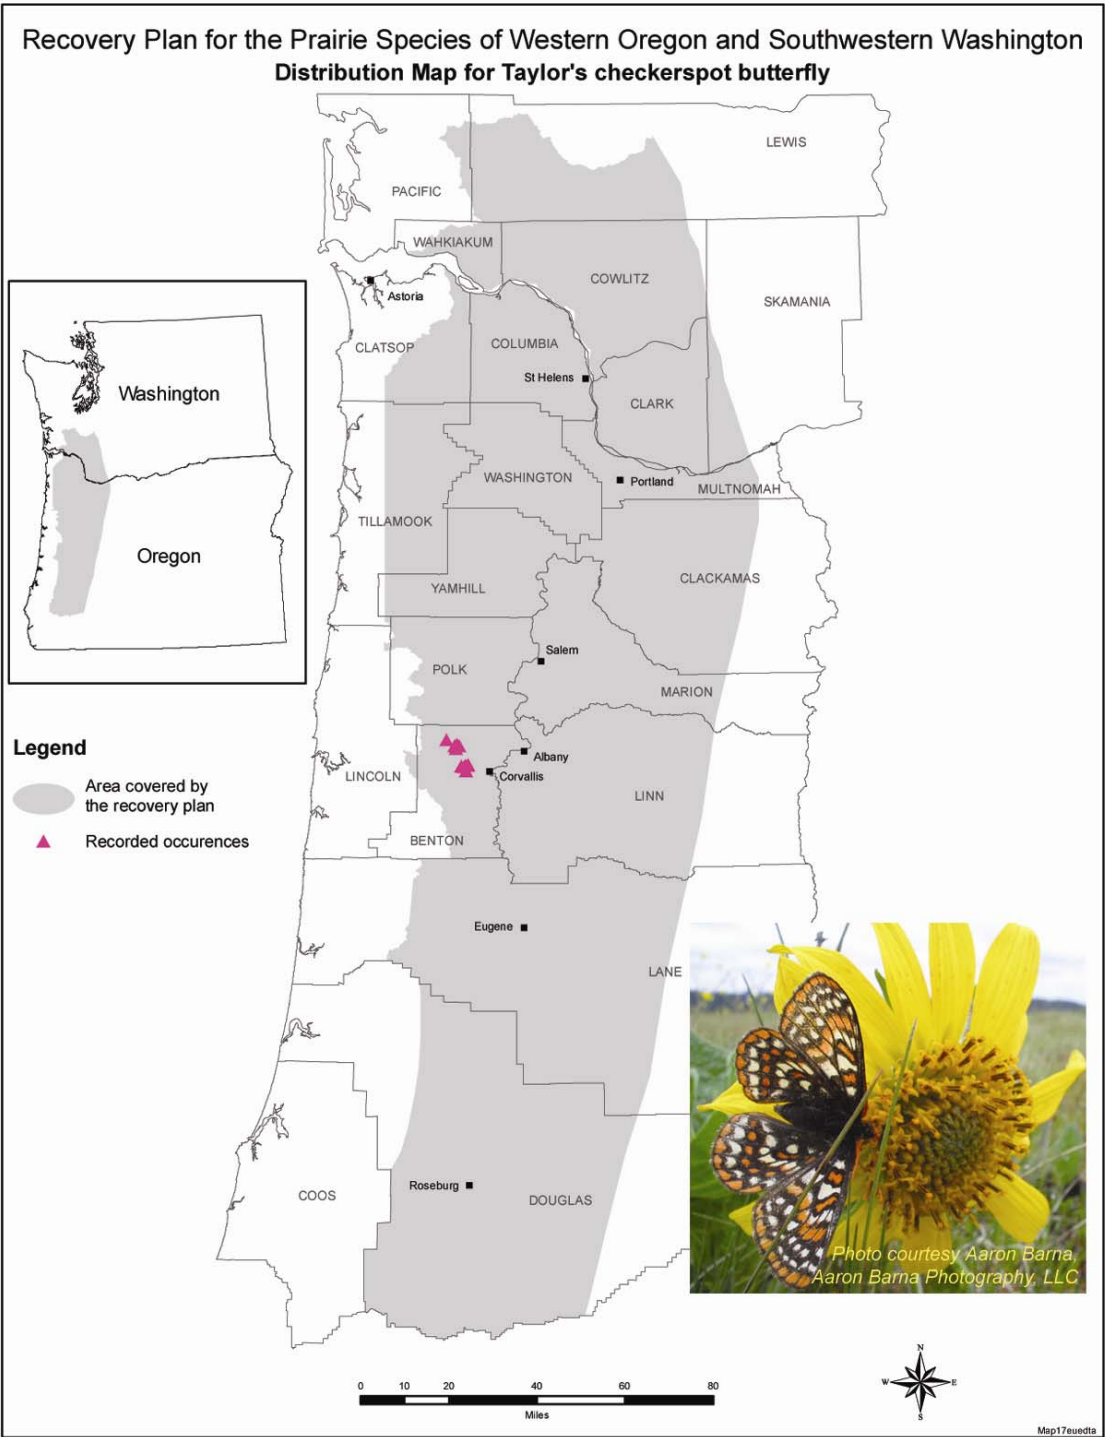 Recovery Plan for the Prairie Species of Western Oregon and Southwestern Washington
Distribution Map for Taylor's checkerspot butterfly
LEWIS
PACIFIC
WAHKIAKUM
COWLITZ
SKAMANIA
Astoria
CLATSOP
COLUMBIA
St Helens
CLARK
WASHINGTON
Portland
MULTNOMAH
TILLAMOOK
CLACKAMAS
YAMHILL
Salem
POLK
MARION
Albany
Corvallis
LINCOLN
LINN
BENTON
Eugene
LANE
COOS
Roseburg
DOUGLAS
Washington
Oregon
Legend
Area covered by
the recovery plan
Recorded occurences
Photo courtesy Aaron Barna,
Aaron Barna Photography, LLC
0 10 20 40 60 80
Miles
N
W E
S
Map17euedta